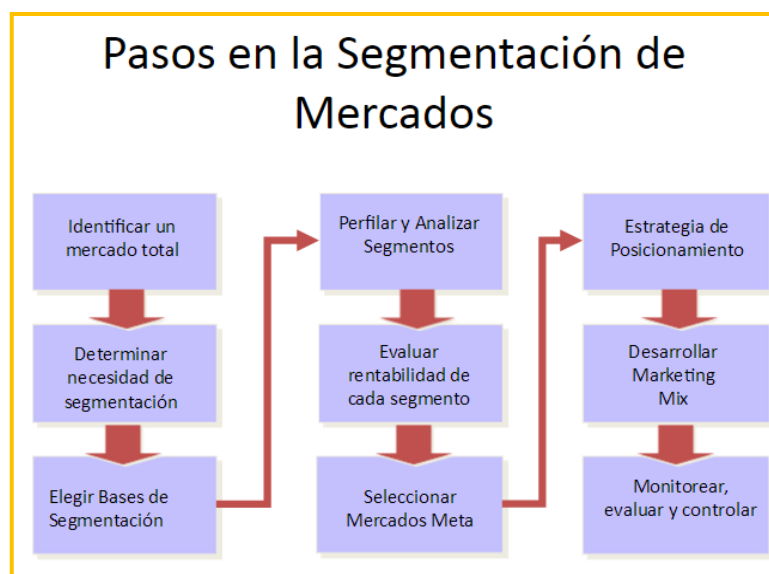 Pasos en la Segmentación de
Mercados
Identificar un
mercado total
Determinar
necesidad de
segmentación
Elegir Bases de
Segmentación
Perfilar y Analizar
Segmentos
Evaluar
rentabilidad de
cada segmento
Seleccionar
Mercados Meta
Estrategia de
Posicionamiento
Desarrollar
Marketing
Mix
Monitorear,
evaluar y controlar